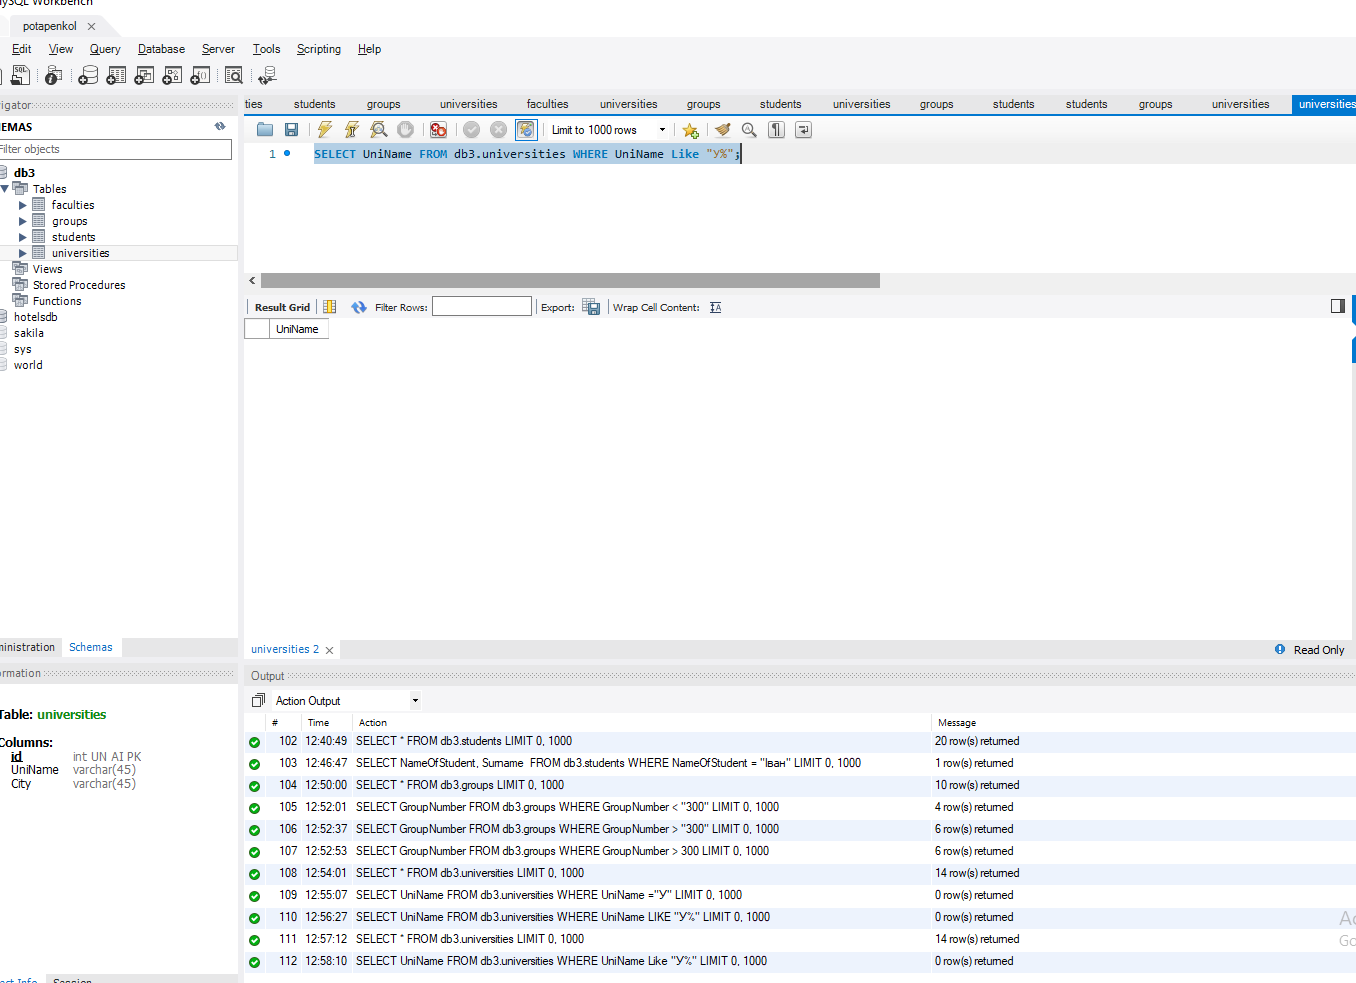 MySQL Workbench
potapenkol
Edit View Query Database Server Tools Scripting Help
igator
EMAS
Filter objects
db3
Tables
faculties
groups
students
universities
Views
Stored Procedures
Functions
hotelsdb
sakila
sys
world
ties students groups universities faculties universities groups students universities groups students students groups universities universities
Limit to 1000 rows
1 SELECT UniName FROM db3.universities WHERE UniName Like "У%";
Result Grid Filter Rows: Export: Wrap Cell Content:
UniName
ministration Schemas
universities 2
Read Only
ormation
Table: universities
Columns:
id int UN AI PK
UniName varchar(45)
City varchar(45)
ect Info Session
Output
Action Output
# Time Action Message
102 12:40:49 SELECT * FROM db3.students LIMIT 0, 1000 20 row(s) returned
103 12:46:47 SELECT NameOfStudent, Surname FROM db3.students WHERE NameOfStudent = "Іван" LIMIT 0, 1000 1 row(s) returned
104 12:50:00 SELECT * FROM db3.groups LIMIT 0, 1000 10 row(s) returned
105 12:52:01 SELECT GroupNumber FROM db3.groups WHERE GroupNumber < "300" LIMIT 0, 1000 4 row(s) returned
106 12:52:37 SELECT GroupNumber FROM db3.groups WHERE GroupNumber > "300" LIMIT 0, 1000 6 row(s) returned
107 12:52:53 SELECT GroupNumber FROM db3.groups WHERE GroupNumber > 300 LIMIT 0, 1000 6 row(s) returned
108 12:54:01 SELECT * FROM db3.universities LIMIT 0, 1000 14 row(s) returned
109 12:55:07 SELECT UniName FROM db3.universities WHERE UniName ="У" LIMIT 0, 1000 0 row(s) returned
110 12:56:27 SELECT UniName FROM db3.universities WHERE UniName LIKE "У%" LIMIT 0, 1000 0 row(s) returned
111 12:57:12 SELECT * FROM db3.universities LIMIT 0, 1000 14 row(s) returned
112 12:58:10 SELECT UniName FROM db3.universities WHERE UniName Like "У%" LIMIT 0, 1000 0 row(s) returned